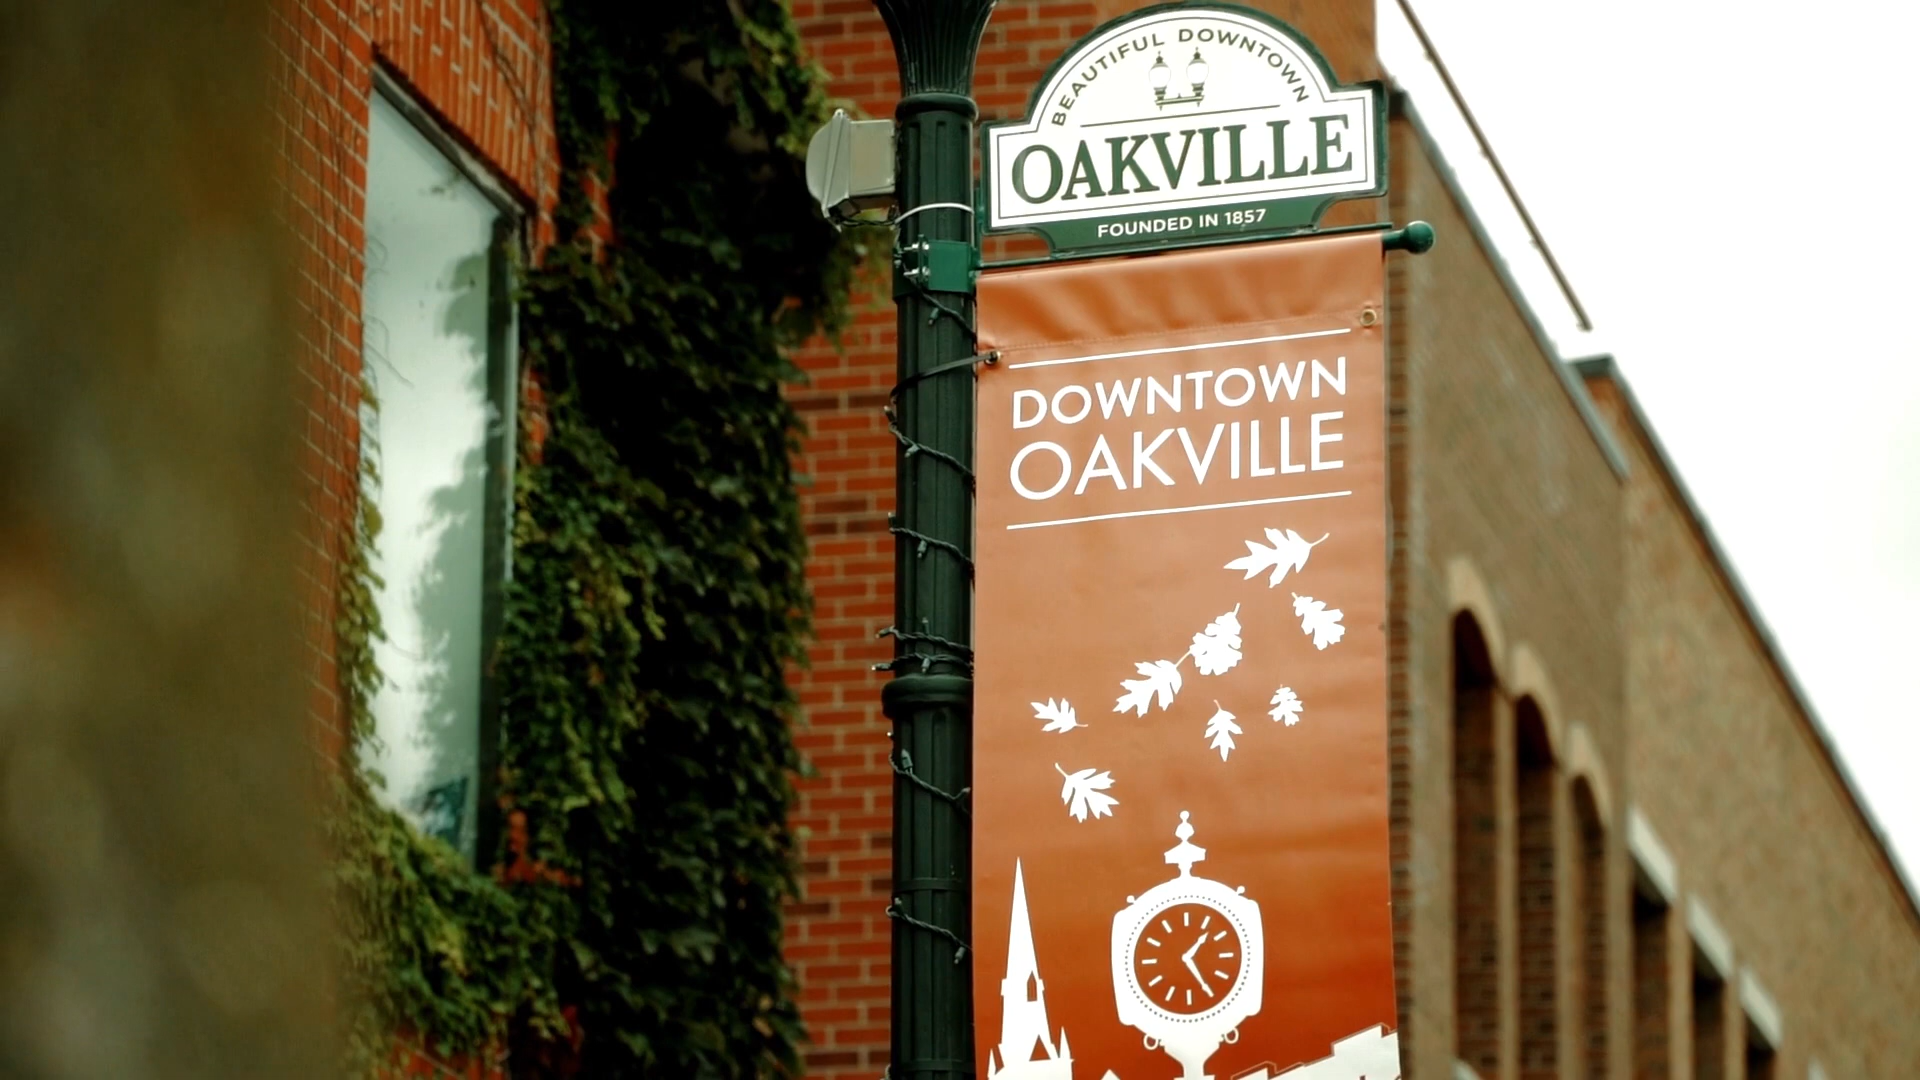 BEAUTIFUL DOWNTOWN
OAKVILLE
FOUNDED IN 1857
DOWNTOWN
OAKVILLE